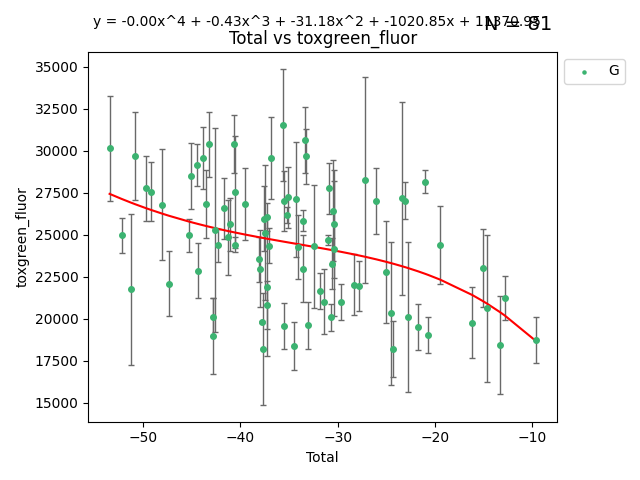 y = -0.00x^4 + -0.43x^3 + -31.18x^2 + -1020.85x +
N = 81
Total vs toxgreen_fluor
G
35000
32500
30000
27500
25000
22500
20000
17500
15000
toxgreen_fluor
−50
−40
−30
−20
−10
Total